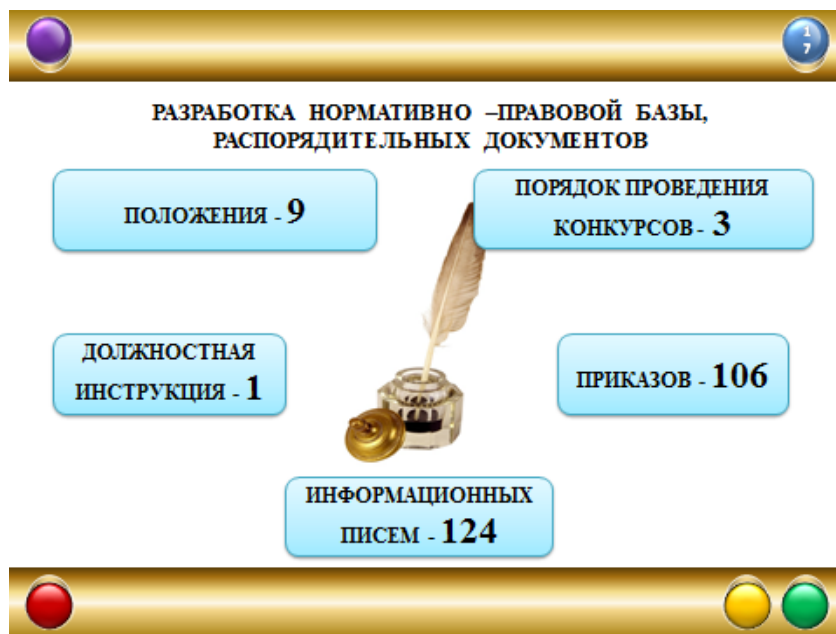 1
7
РАЗРАБОТКА НОРМАТИВНО –ПРАВОВОЙ БАЗЫ,
РАСПОРЯДИТЕЛЬНЫХ ДОКУМЕНТОВ
ПОЛОЖЕНИЯ - 9
ПОРЯДОК ПРОВЕДЕНИЯ
КОНКУРСОВ - 3
ДОЛЖНОСТНАЯ
ИНСТРУКЦИЯ - 1
ПРИКАЗОВ - 106
ИНФОРМАЦИОННЫХ
ПИСЕМ - 124